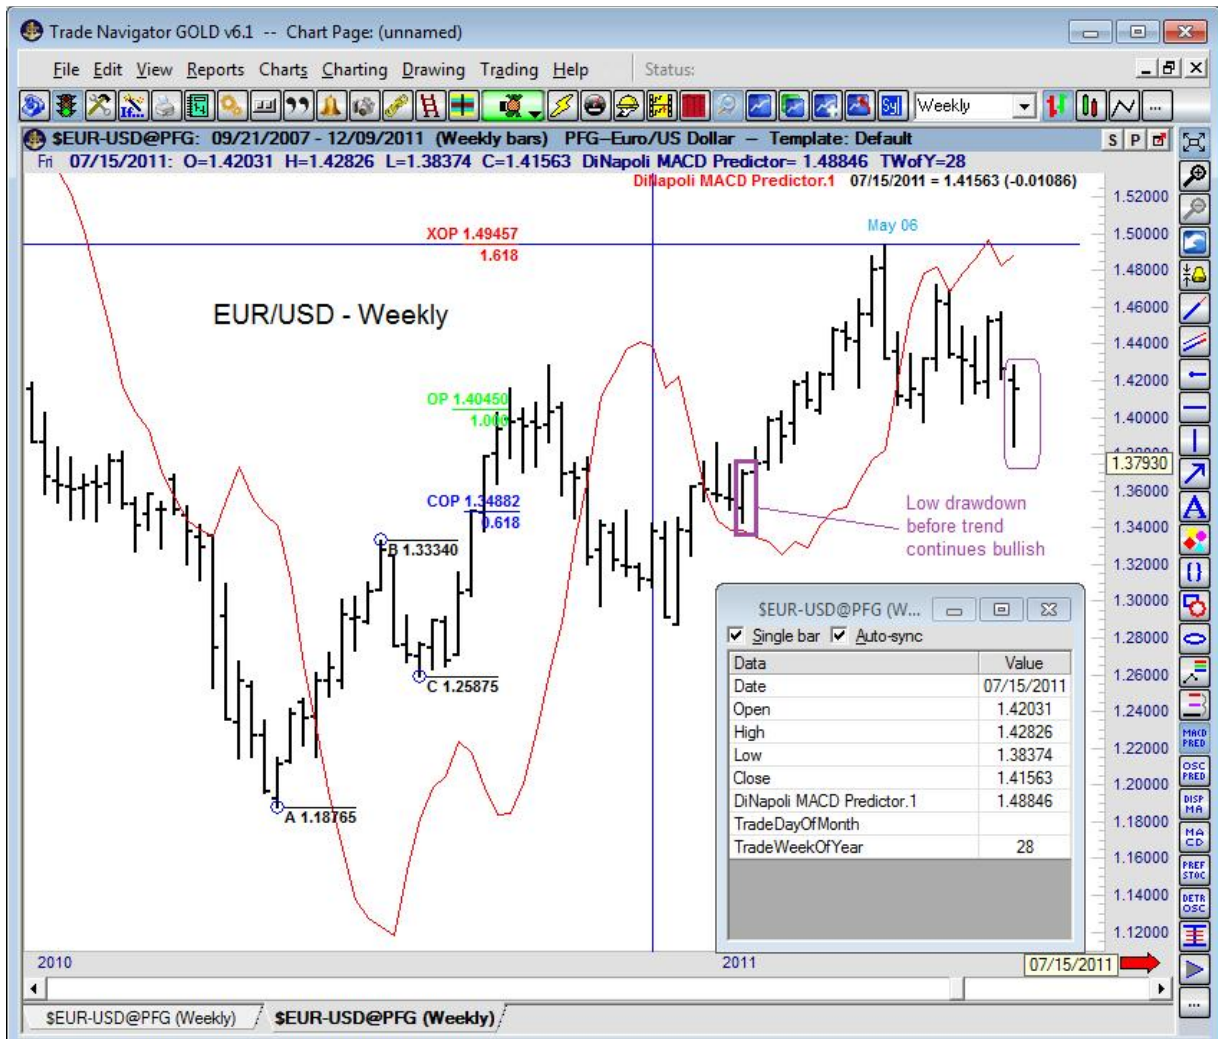 Trade Navigator GOLD v6.1 -- Chart Page: (unnamed)
File Edit View Reports Charts Charting Drawing Trading Help Status:
Weekly
$EUR-USD@PFG: 09/21/2007 - 12/09/2011 (Weekly bars) PFG--Euro/US Dollar -- Template: Default
S P
Fri 07/15/2011: O=1.42031 H=1.42826 L=1.38374 C=1.41563 DiNapoli MACD Predictor= 1.48846 TWofY=28
DiNapoli MACD Predictor.1 07/15/2011 = 1.41563 (-0.01086)
1.52000
May 06
XOP 1.49457
1.50000
1.618
1.48000
EUR/USD - Weekly
1.46000
1.44000
1.42000
OP 1.40450
1.000
1.40000
1.37930
COP 1.34882
0.618
1.36000
Low drawdown
before trend
continues bullish
1.34000
B 1.33340
1.32000
1.30000
1.28000
1.26000
C 1.25875
1.24000
1.22000
1.20000
A 1.18765
1.18000
1.16000
1.14000
1.12000
$EUR-USD@PFG (W...
Single bar Auto-sync
Data Value
Date 07/15/2011
Open 1.42031
High 1.42826
Low 1.38374
Close 1.41563
DiNapoli MACD Predictor.1 1.48846
TradeDayOfMonth
TradeWeekOfYear 28
MACD
PRED
OSC
PRED
DISP
MA
MA
CD
PREF
STOC
DETR
OSC
2010 2011 07/15/2011
$EUR-USD@PFG (Weekly) $EUR-USD@PFG (Weekly)